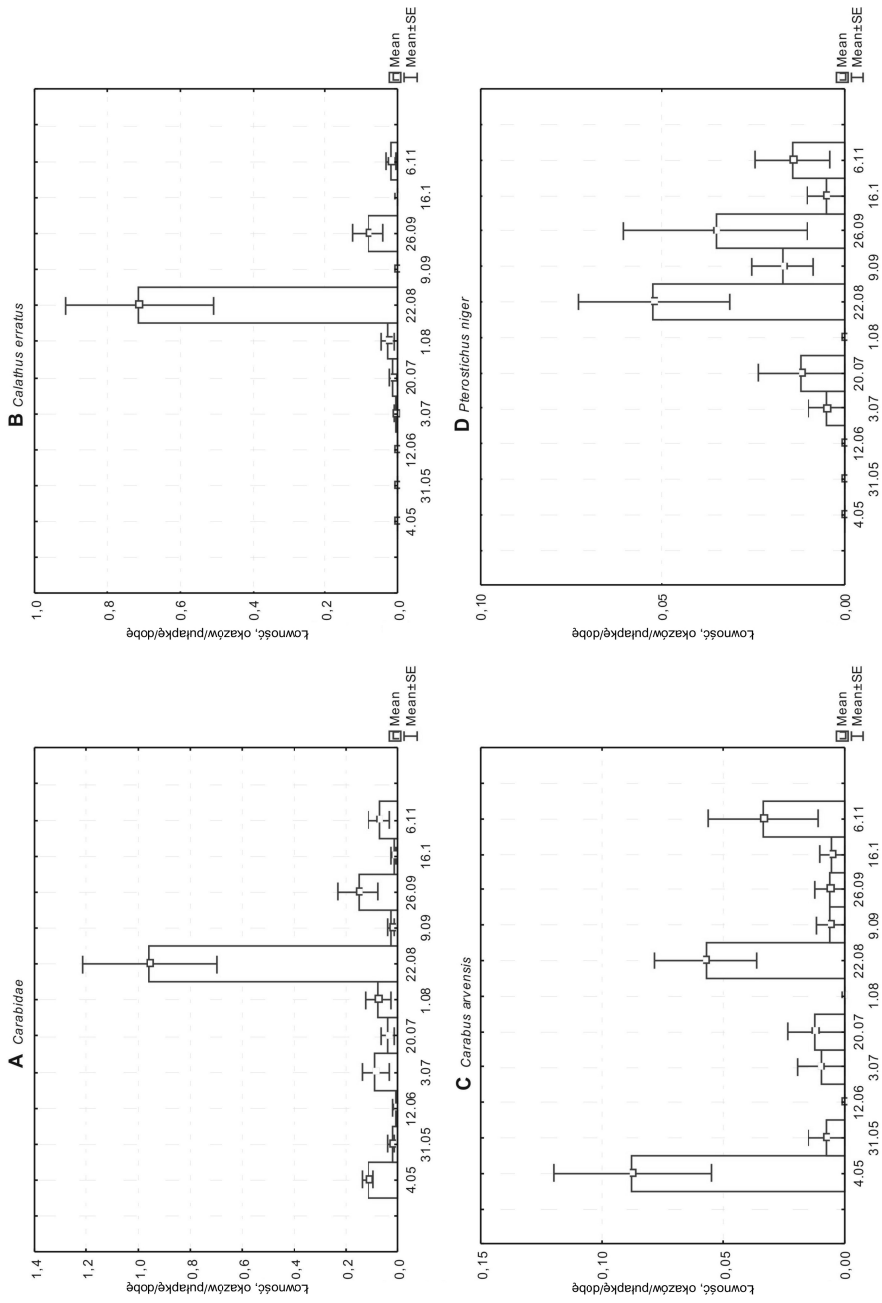 A Carabidae
Łowność, okazów/pułapkę/dobę
1,4
1,2
1,0
0,8
0,6
0,4
0,2
0,0
4.05 31.05 12.06 3.07 20.07 1.08 22.08 9.09 26.09 16.1 6.11
Mean
Mean±SE
B Calathus erratus
Łowność, okazów/pułapkę/dobę
1,0
0,8
0,6
0,4
0,2
0,0
4.05 31.05 12.06 3.07 20.07 1.08 22.08 9.09 26.09 16.1 6.11
Mean
Mean±SE
C Carabus arvensis
Łowność, okazów/pułapkę/dobę
0,15
0,10
0,05
0,00
4.05 31.05 12.06 3.07 20.07 1.08 22.08 9.09 26.09 16.1 6.11
Mean
Mean±SE
D Pterostichus niger
Łowność, okazów/pułapkę/dobę
0,10
0,05
0,00
4.05 31.05 12.06 3.07 20.07 1.08 22.08 9.09 26.09 16.1 6.11
Mean
Mean±SE